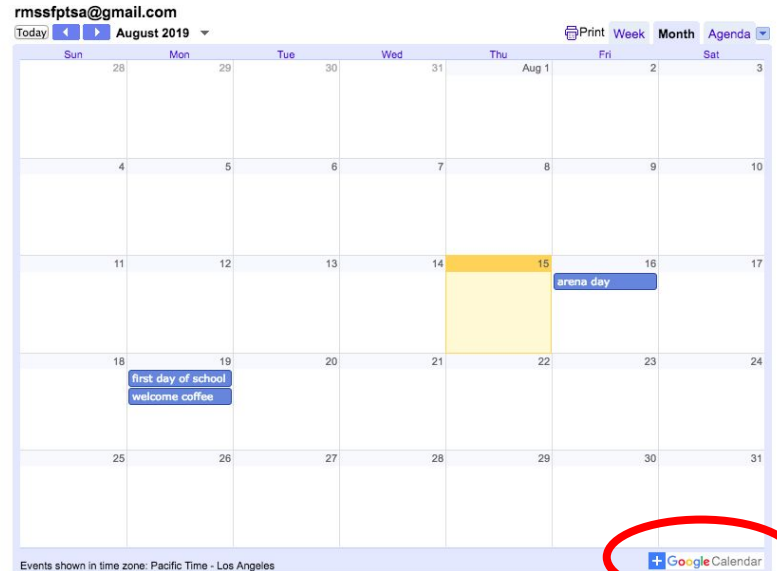 rmssfptsa@gmail.com
Today August 2019 Print Week Month Agenda
Sun Mon Tue Wed Thu Fri Sat
28 29 30 31 Aug 1 2 3
4 5 6 7 8 9 10
11 12 13 14 15 16 17
arena day
18 19 20 21 22 23 24
first day of school
welcome coffee
25 26 27 28 29 30 31
Events shown in time zone: Pacific Time - Los Angeles
+ Google Calendar